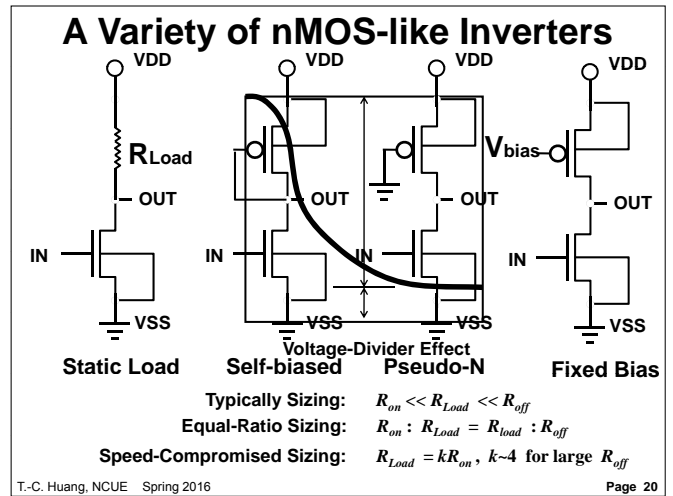 A Variety of nMOS-like Inverters
VDD VDD VDD VDD
RLoad
Vbias
OUT OUT OUT OUT
IN IN IN IN
VSS VSS VSS VSS
Voltage-Divider Effect
Static Load Self-biased Pseudo-N Fixed Bias
Typically Sizing: Ron << RLoad << Roff
Equal-Ratio Sizing: Ron : RLoad = Rload : Roff
Speed-Compromised Sizing: RLoad = kRon , k~4 for large Roff
T.-C. Huang, NCUE Spring 2016 Page 20